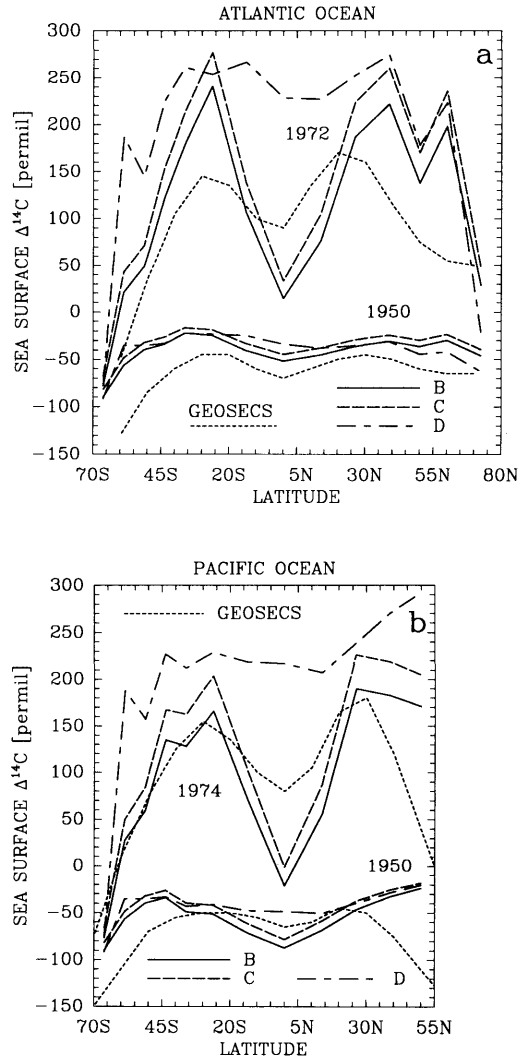 ATLANTIC OCEAN
a
300
250
200
150
100
50
0
−50
−100
−150
SEA SURFACE Δ¹⁴C [permil]
1972
1950
GEOSECS
B
C
D
70S 45S 20S 5N 30N 55N 80N
LATITUDE
PACIFIC OCEAN
b
300
250
200
150
100
50
0
−50
−100
−150
SEA SURFACE Δ¹⁴C [permil]
GEOSECS
1974
1950
B
C D
70S 45S 20S 5N 30N 55N
LATITUDE